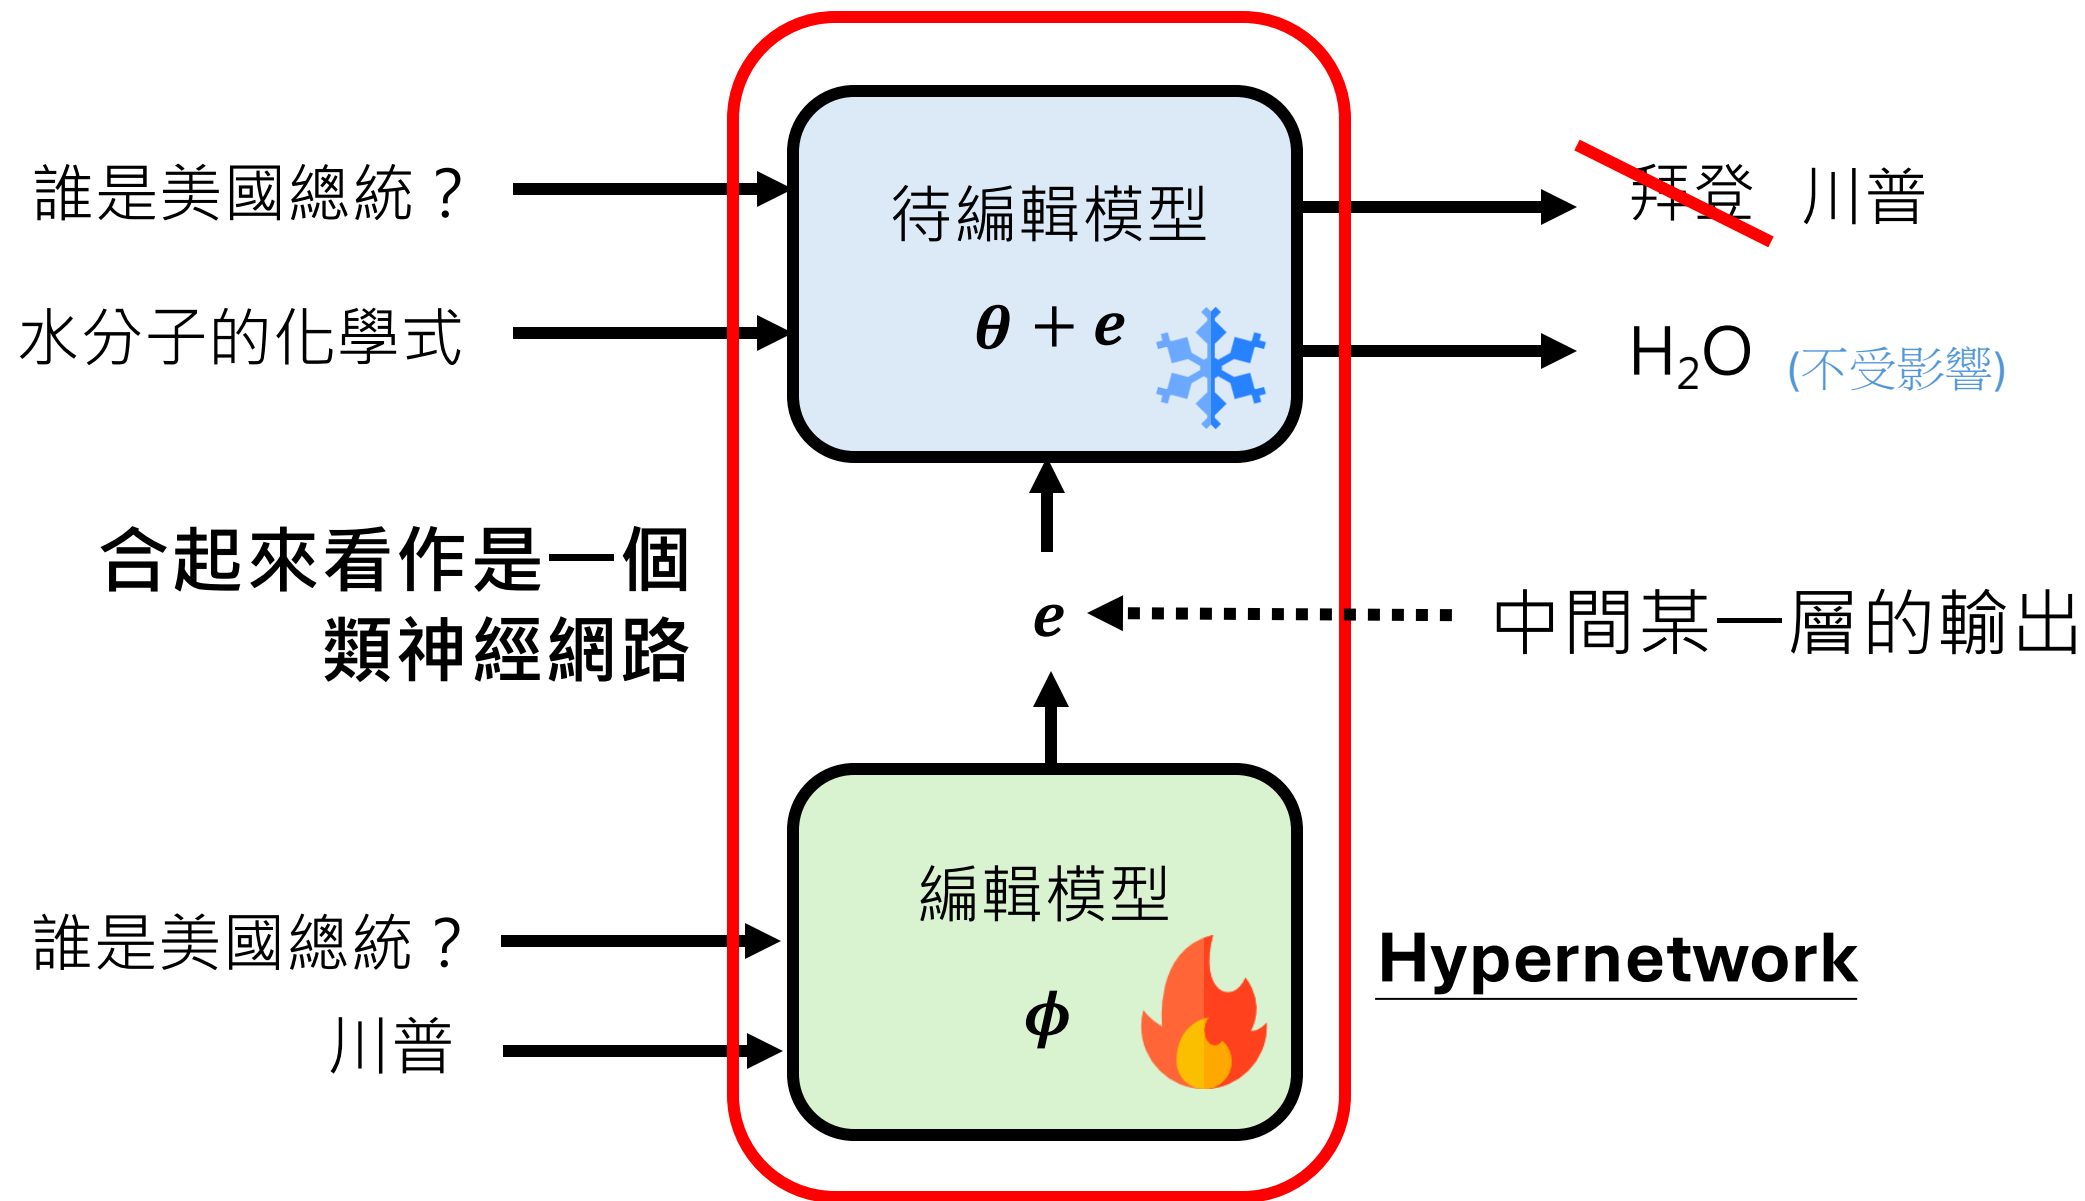 誰是美國總統？
水分子的化學式
待編輯模型
θ + e
拜登 川普
H₂O (不受影響)
合起來看作是一個
類神經網路
e
中間某一層的輸出
誰是美國總統？
川普
編輯模型
ϕ
Hypernetwork